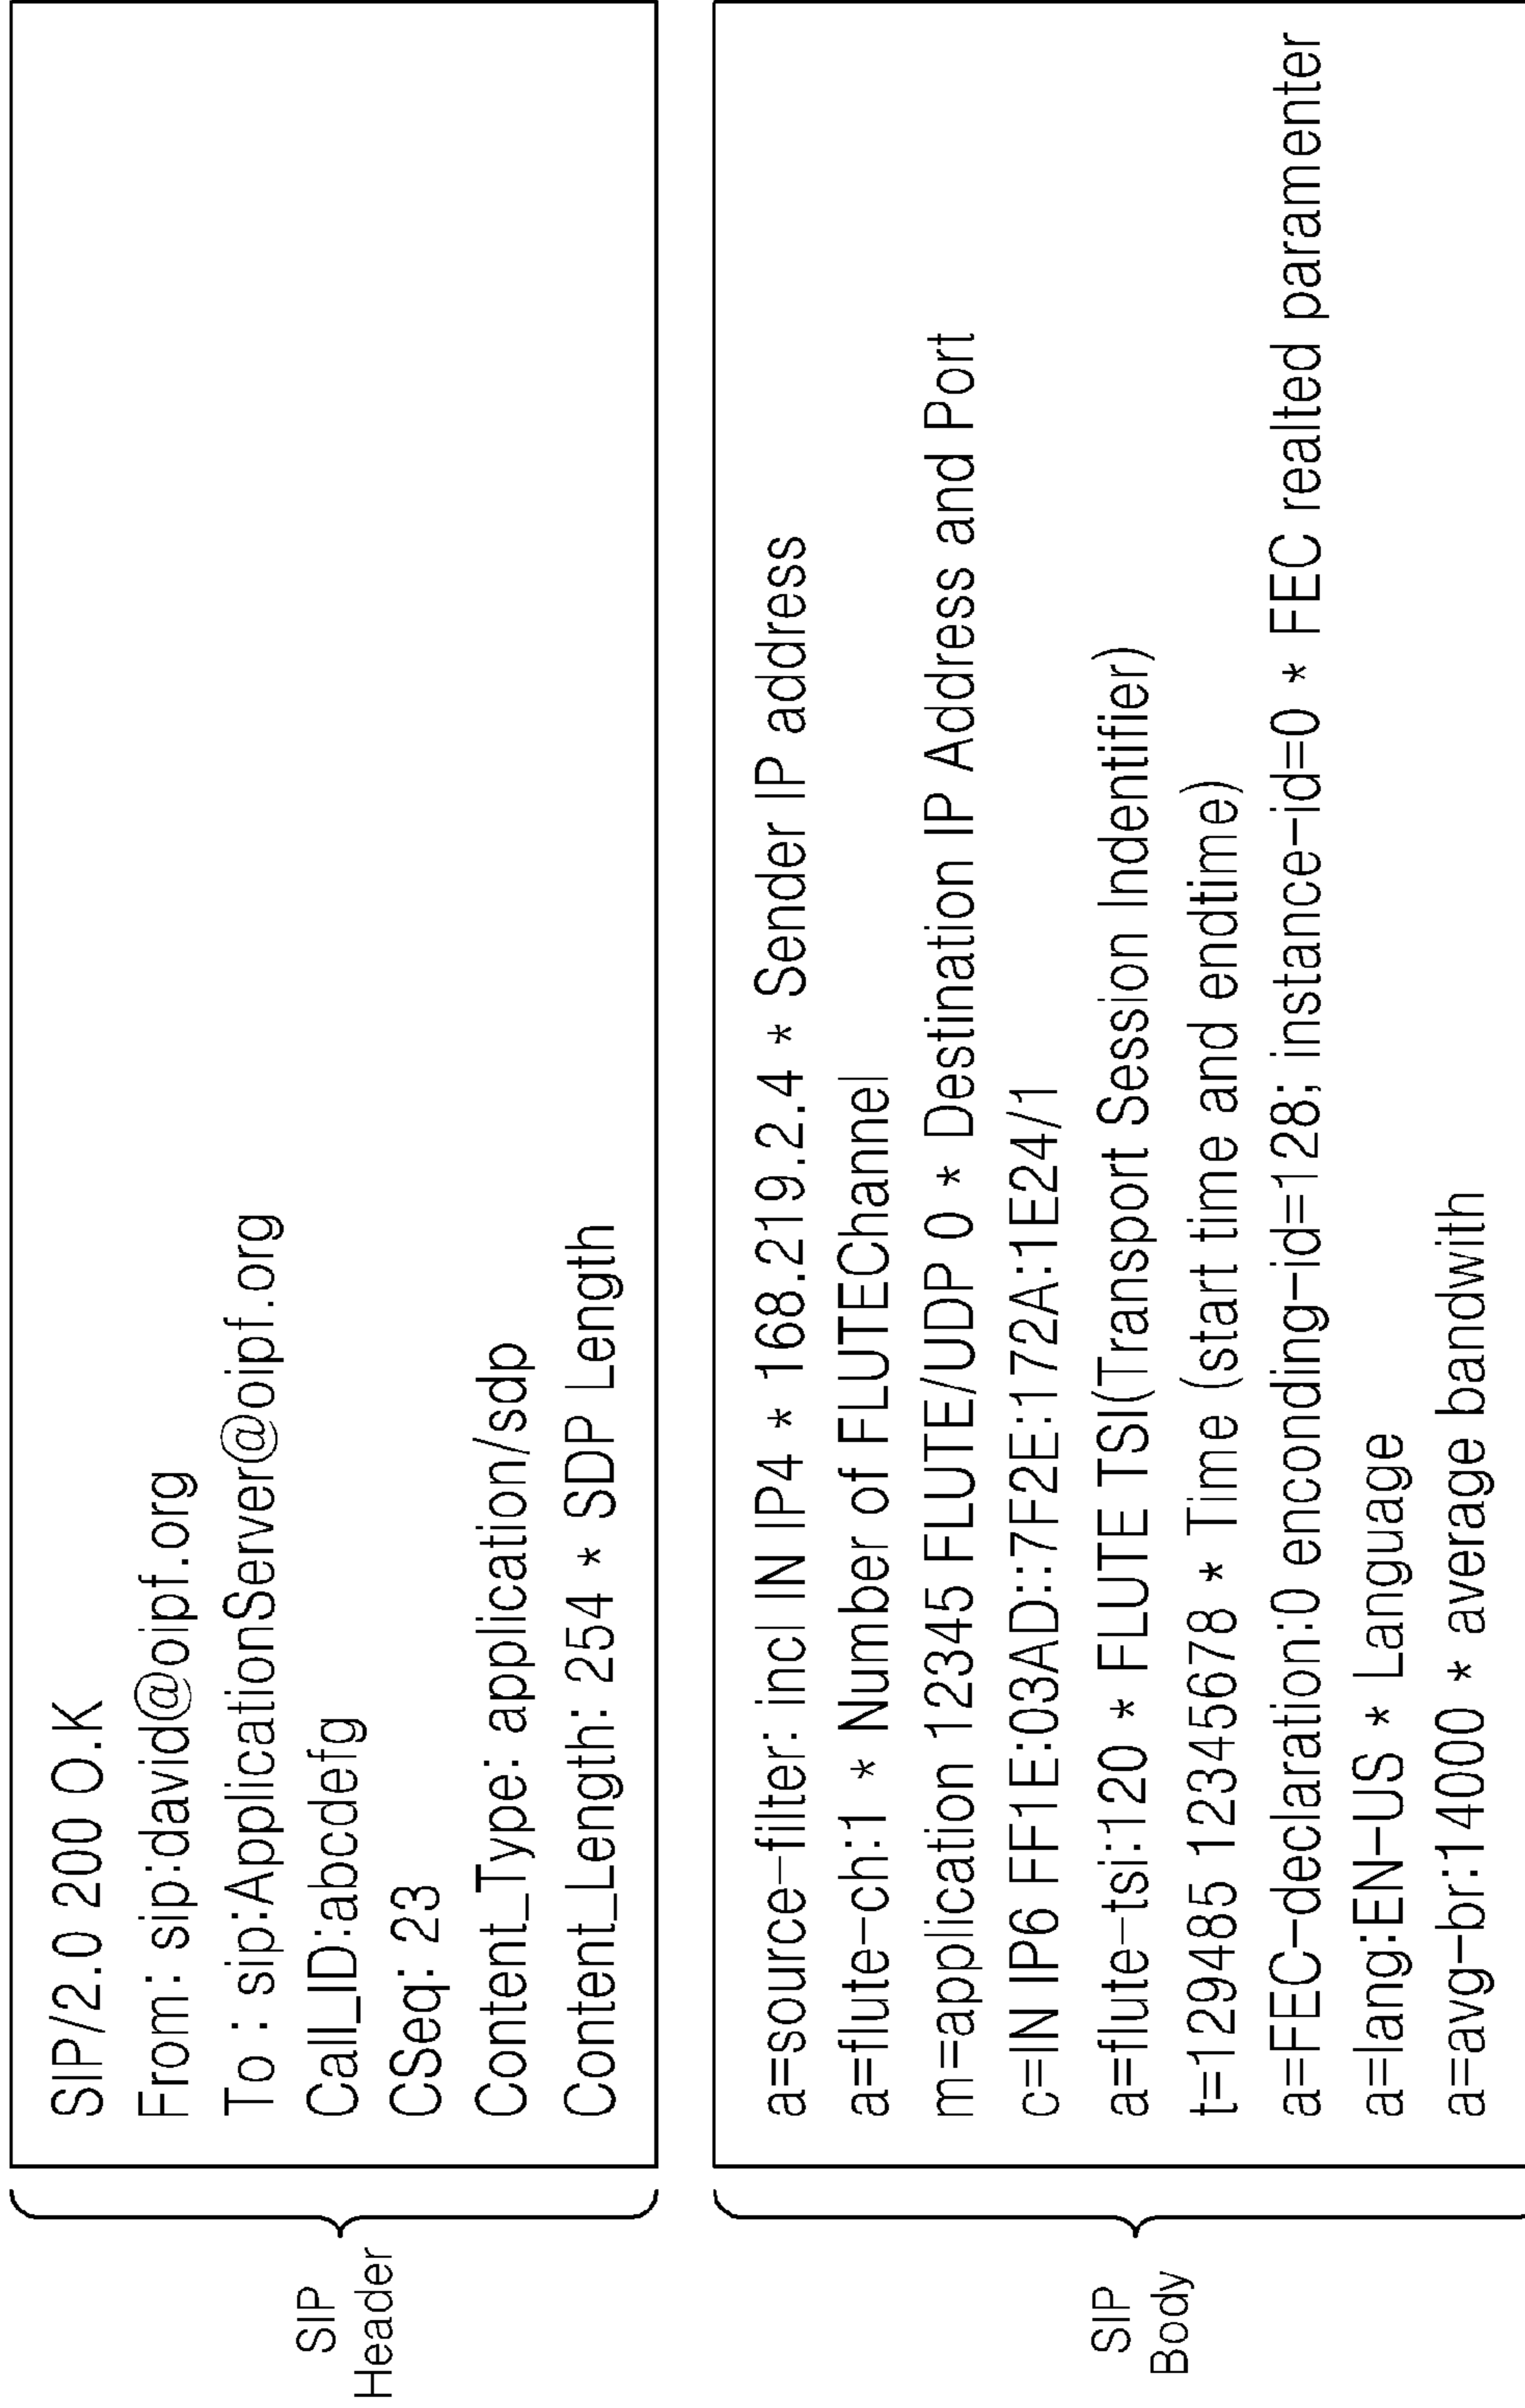 SIP
Header
SIP/2.0 200 O.K
From: sip:david@oipf.org
To : sip:ApplicationServer@oipf.org
Call_ID:abcdefg
CSeq: 23
Content_Type: application/sdp
Content_Length: 254 * SDP Length
SIP
Body
a=source-filter: incl IN IP4 * 168.219.2.4 * Sender IP address
a=flute-ch:1 * Number of FLUTEChannel
m=application 12345 FLUTE/UDP 0 * Destination IP Address and Port
c=IN IP6 FF1E:03AD::7F2E:172A:1E24/1
a=flute-tsi:120 * FLUTE TSI(Transport Session Indentifier)
t=129485 12345678 * Time (start time and endtime)
a=FEC-declaration:0 enconding-id=128; instance-id=0 * FEC realted paramenter
a=lang:EN-US * Language
a=avg-br:14000 * average bandwith